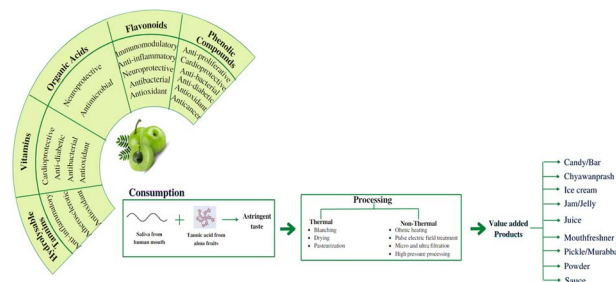 Hydrolysable
Tannins
Anti-inflammatory
Atherosclerotic
Antioxidant
Vitamins
Cardioprotective
Anti-diabetic
Antibacterial
Antioxidant
Organic Acids
Neuroprotective
Antimicrobial
Flavonoids
Immunomodulatory
Anti-inflammatory
Neuroprotective
Antibacterial
Antioxidant
Phenolic
Compounds
Anti-proliferative
Cardioprotective
Anti-bacterial
Anti-diabetic
Antioxidant
Anticancer
Consumption
Saliva from
human mouth
+
Tannic acid from
alma fruits
Astringent
taste
Processing
Thermal
Blanching
Drying
Pasteurization
Non-Thermal
Ohmic heating
Pulse electric field treatment
Micro and ultra filtration
High pressure processing
Value added
Products
Candy/Bar
Chyawanprash
Ice cream
Jam/Jelly
Juice
Mouthfreshner
Pickle/Murabba
Powder
Sauce